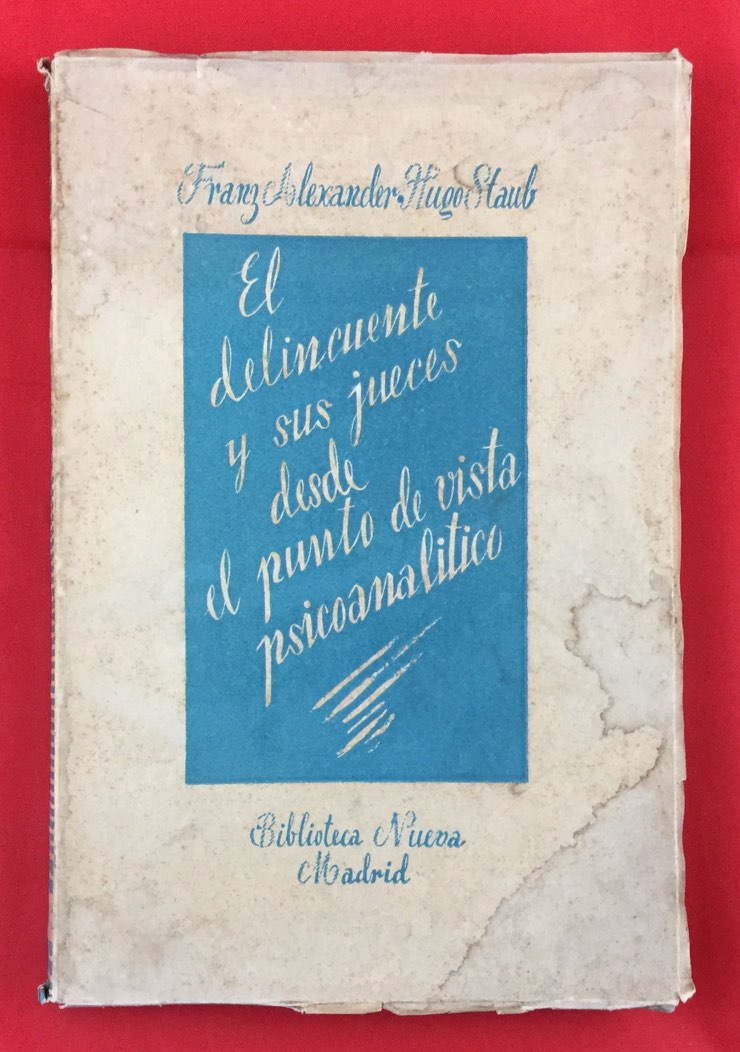 Franz Alexander. Hugo Staub
El
delincuente
y sus jueces
desde
el punto de vista
psicoanalitico
Biblioteca Nueva
Madrid